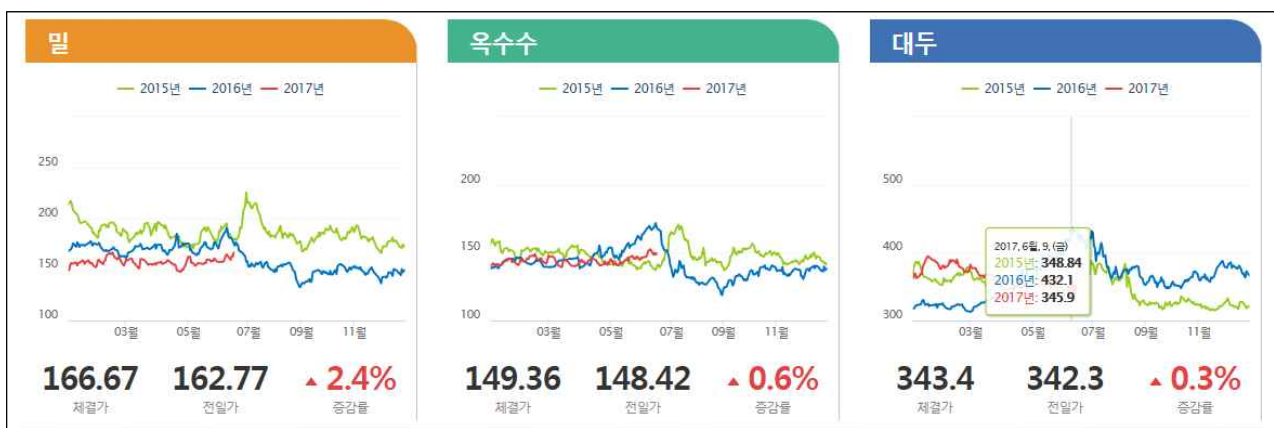 밀
2015년 2016년 2017년
250
200
150
100
03월 05월 07월 09월 11월
166.67 162.77 ▲ 2.4%
체결가 전일가 증감률
옥수수
2015년 2016년 2017년
200
150
100
03월 05월 07월 09월 11월
149.36 148.42 ▲ 0.6%
체결가 전일가 증감률
대두
2015년 2016년 2017년
500
400
300
2017, 6월, 9, (금)
2015년: 348.84
2016년: 432.1
2017년: 345.9
03월 05월 07월 09월 11월
343.4 342.3 ▲ 0.3%
체결가 전일가 증감률